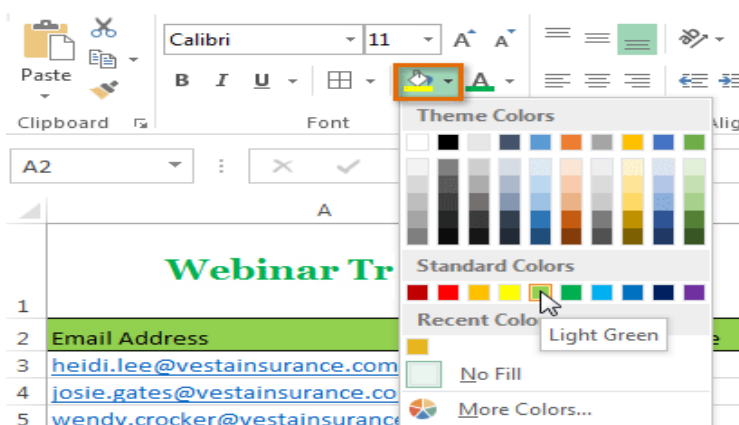 Calibri 11 A A
Paste B I U A
Clipboard Font
Theme Colors
A2
A
Webinar Tr
Standard Colors
1
Recent Colo
Light Green
2 Email Address
3 heidi.lee@vestainsurance.com
No Fill
4 josie.gates@vestainsurance.co
More Colors...
5 wendy.crocker@vestainsurance